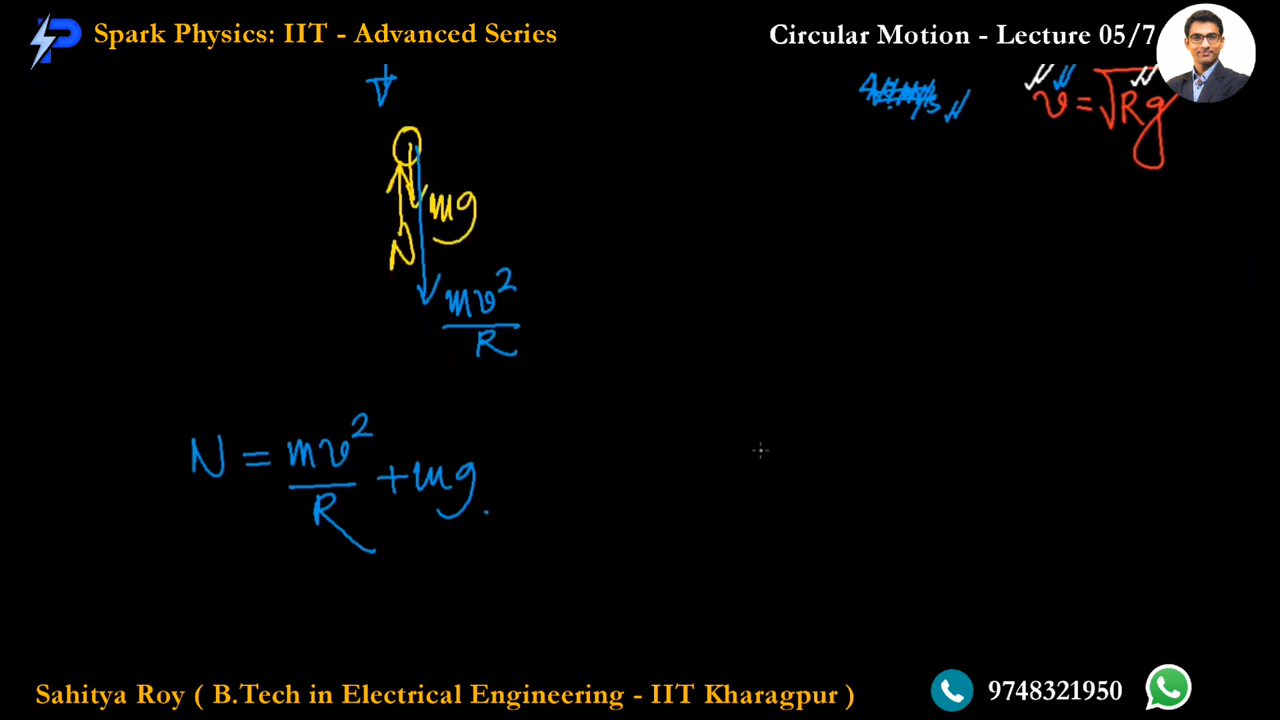 Spark Physics: IIT - Advanced Series
Circular Motion - Lecture 05/7
v = √Rg
mg
N
mv²
R
N = mv²/R + mg.
Sahitya Roy ( B.Tech in Electrical Engineering - IIT Kharagpur )
9748321950